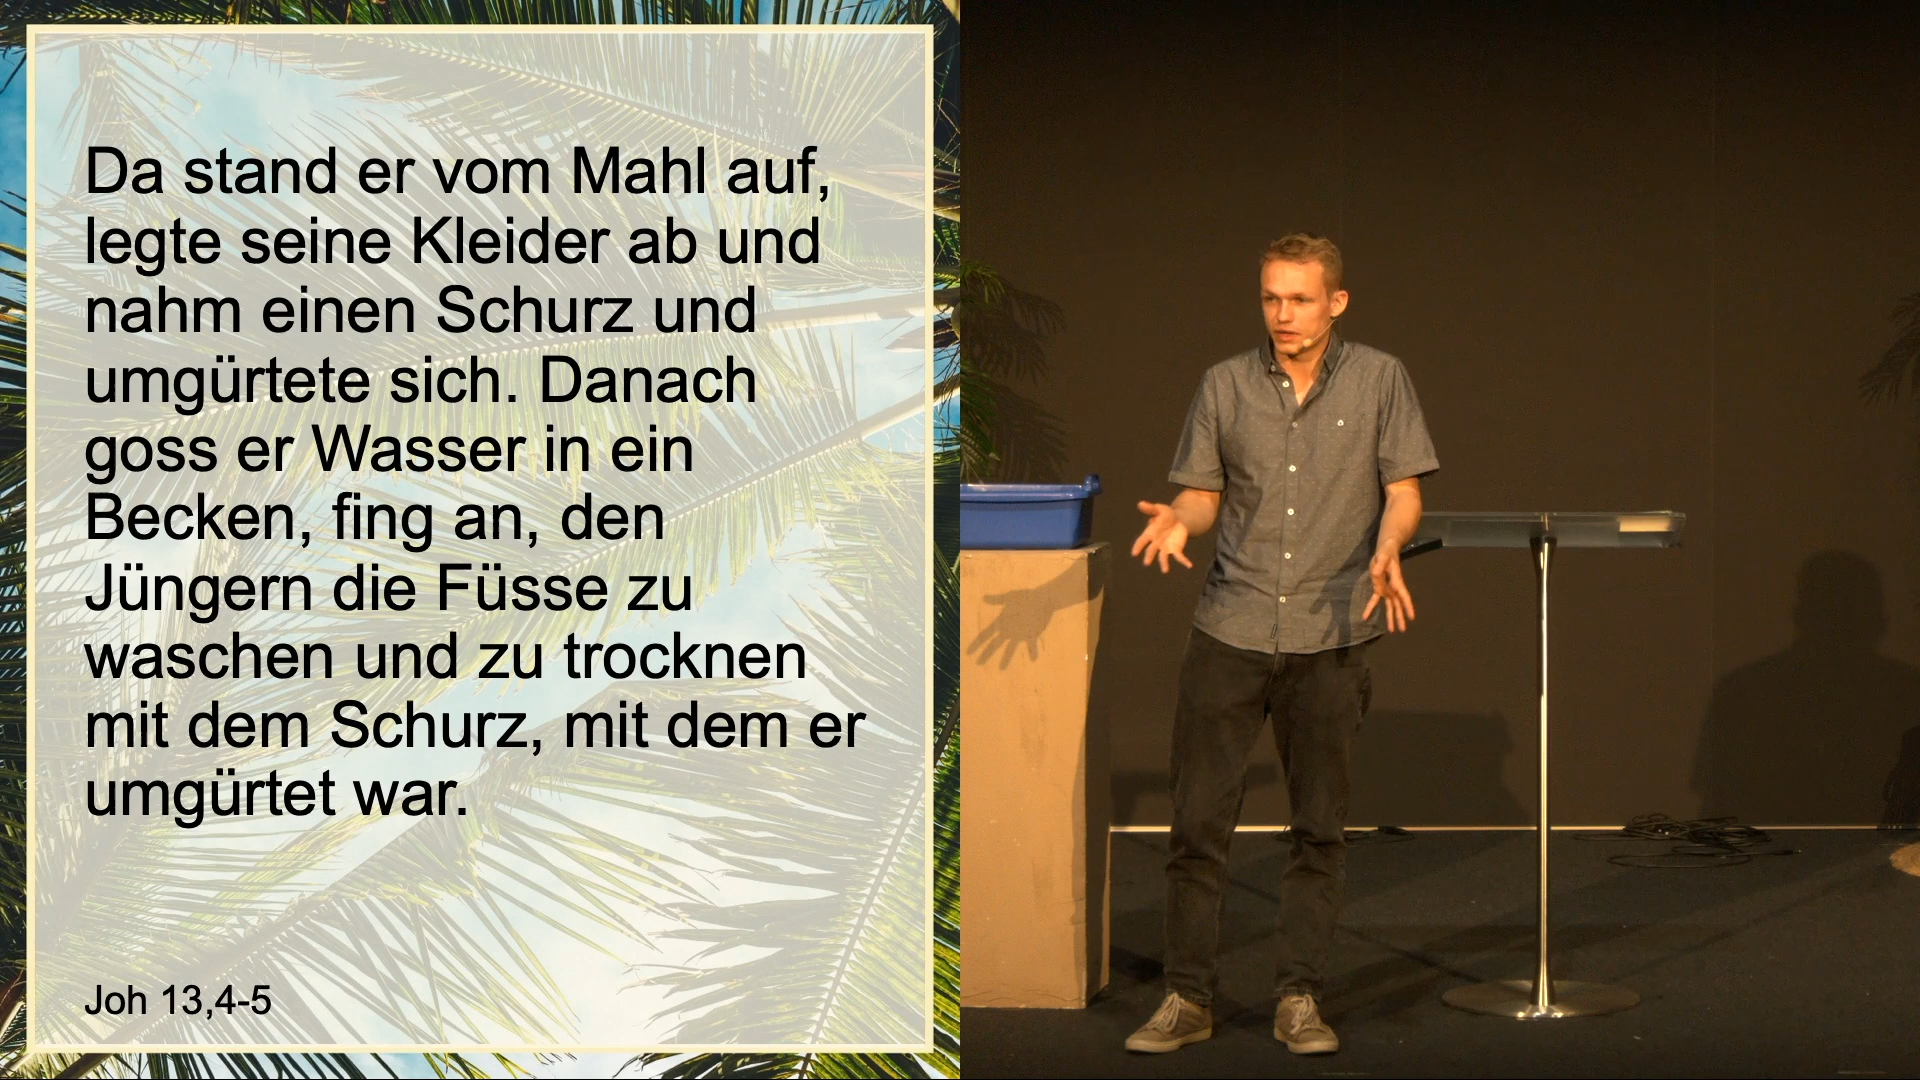 Da stand er vom Mahl auf,
legte seine Kleider ab und
nahm einen Schurz und
umgürtete sich. Danach
goss er Wasser in ein
Becken, fing an, den
Jüngern die Füsse zu
waschen und zu trocknen
mit dem Schurz, mit dem er
umgürtet war.
Joh 13,4-5